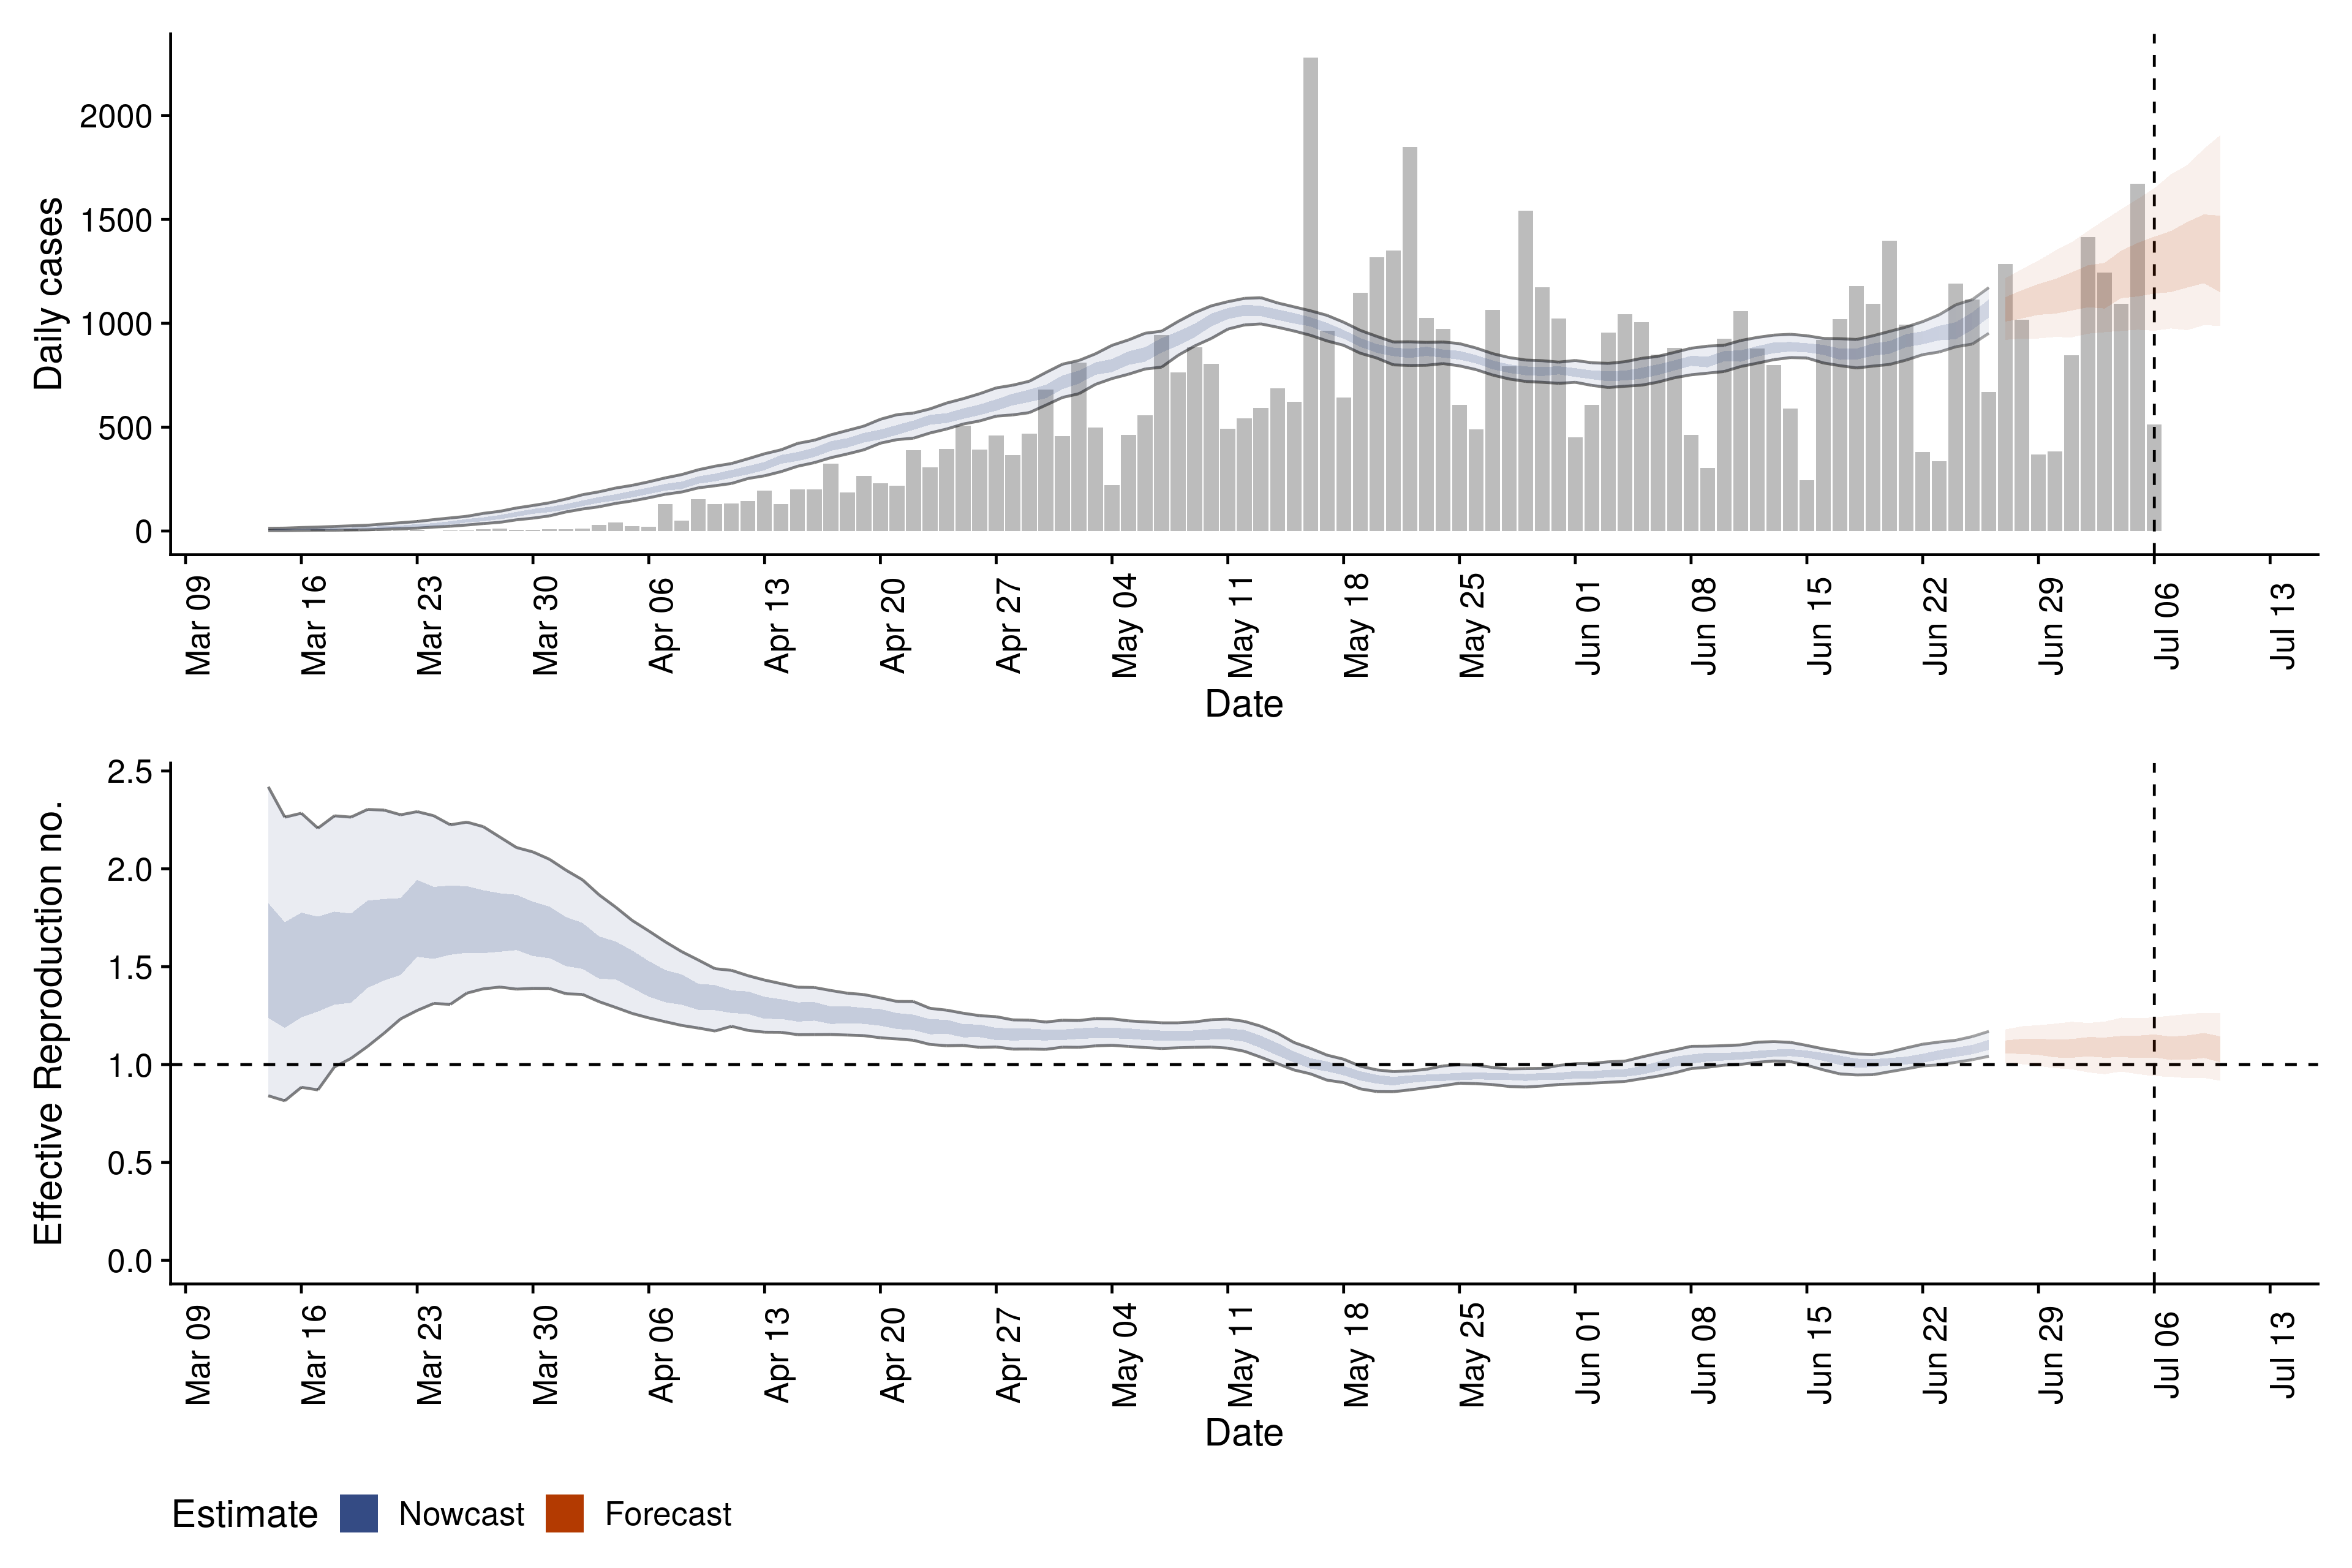 Daily cases
2000
1500
1000
500
0
Mar 09 Mar 16 Mar 23 Mar 30 Apr 06 Apr 13 Apr 20 Apr 27 May 04 May 11 May 18 May 25 Jun 01 Jun 08 Jun 15 Jun 22 Jun 29 Jul 06 Jul 13
Date
Effective Reproduction no.
2.5
2.0
1.5
1.0
0.5
0.0
Mar 09 Mar 16 Mar 23 Mar 30 Apr 06 Apr 13 Apr 20 Apr 27 May 04 May 11 May 18 May 25 Jun 01 Jun 08 Jun 15 Jun 22 Jun 29 Jul 06 Jul 13
Date
Estimate Nowcast Forecast